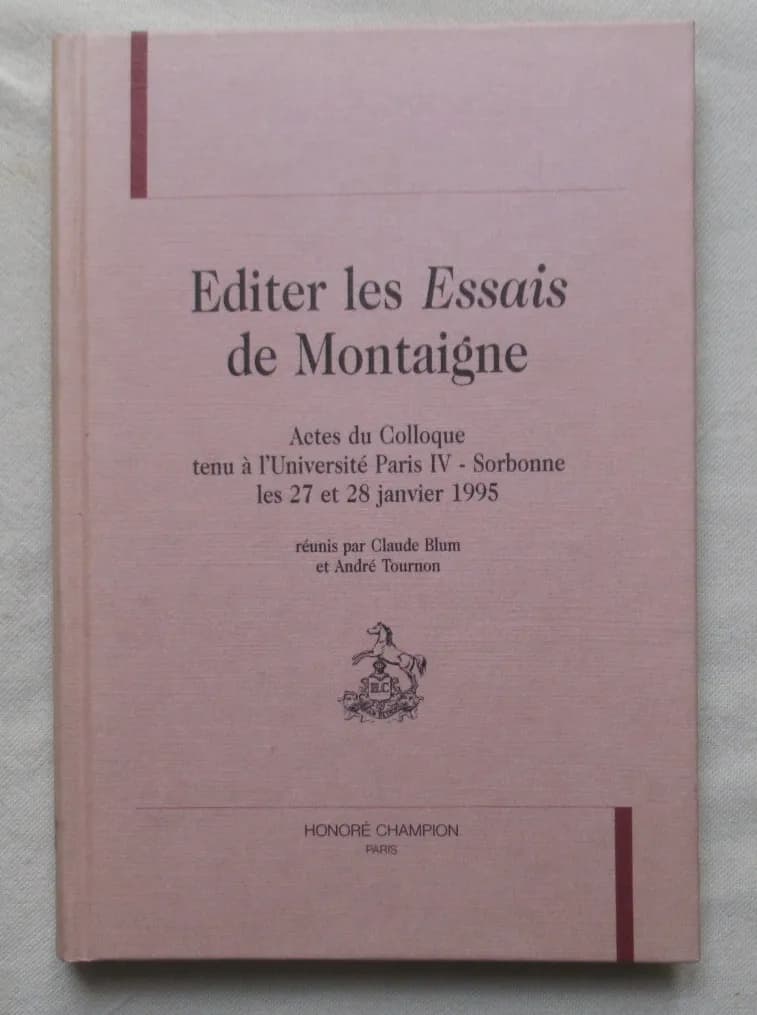 Editer les Essais
de Montaigne
Actes du Colloque
tenu à l'Université Paris IV - Sorbonne
les 27 et 28 janvier 1995
réunis par Claude Blum
et André Tournon
H.C
HONORÉ CHAMPION
PARIS